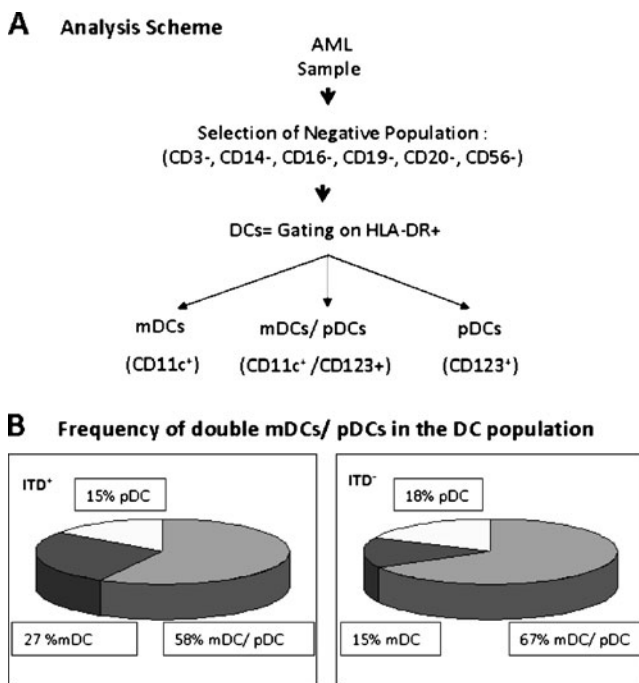 A Analysis Scheme
AML
Sample
Selection of Negative Population :
(CD3-, CD14-, CD16-, CD19-, CD20-, CD56-)
DCs= Gating on HLA-DR+
mDCs mDCs/ pDCs pDCs
(CD11c⁺) (CD11c⁺ /CD123+) (CD123⁺)
B Frequency of double mDCs/ pDCs in the DC population
ITD⁺
15% pDC
27 %mDC
58% mDC/ pDC
ITD⁻
18% pDC
15% mDC
67% mDC/ pDC